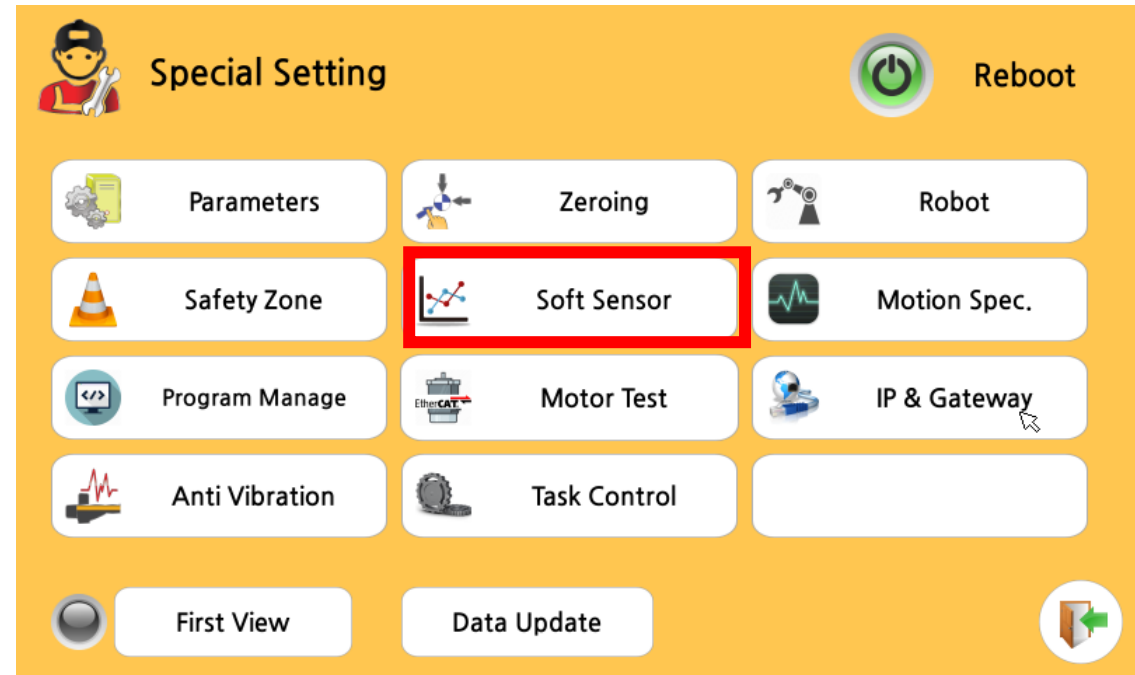 Special Setting
Reboot
Parameters
Zeroing
Robot
Safety Zone
Soft Sensor
Motion Spec.
</>
Program Manage
EtherCAT
Motor Test
IP & Gateway
Anti Vibration
Task Control
First View
Data Update